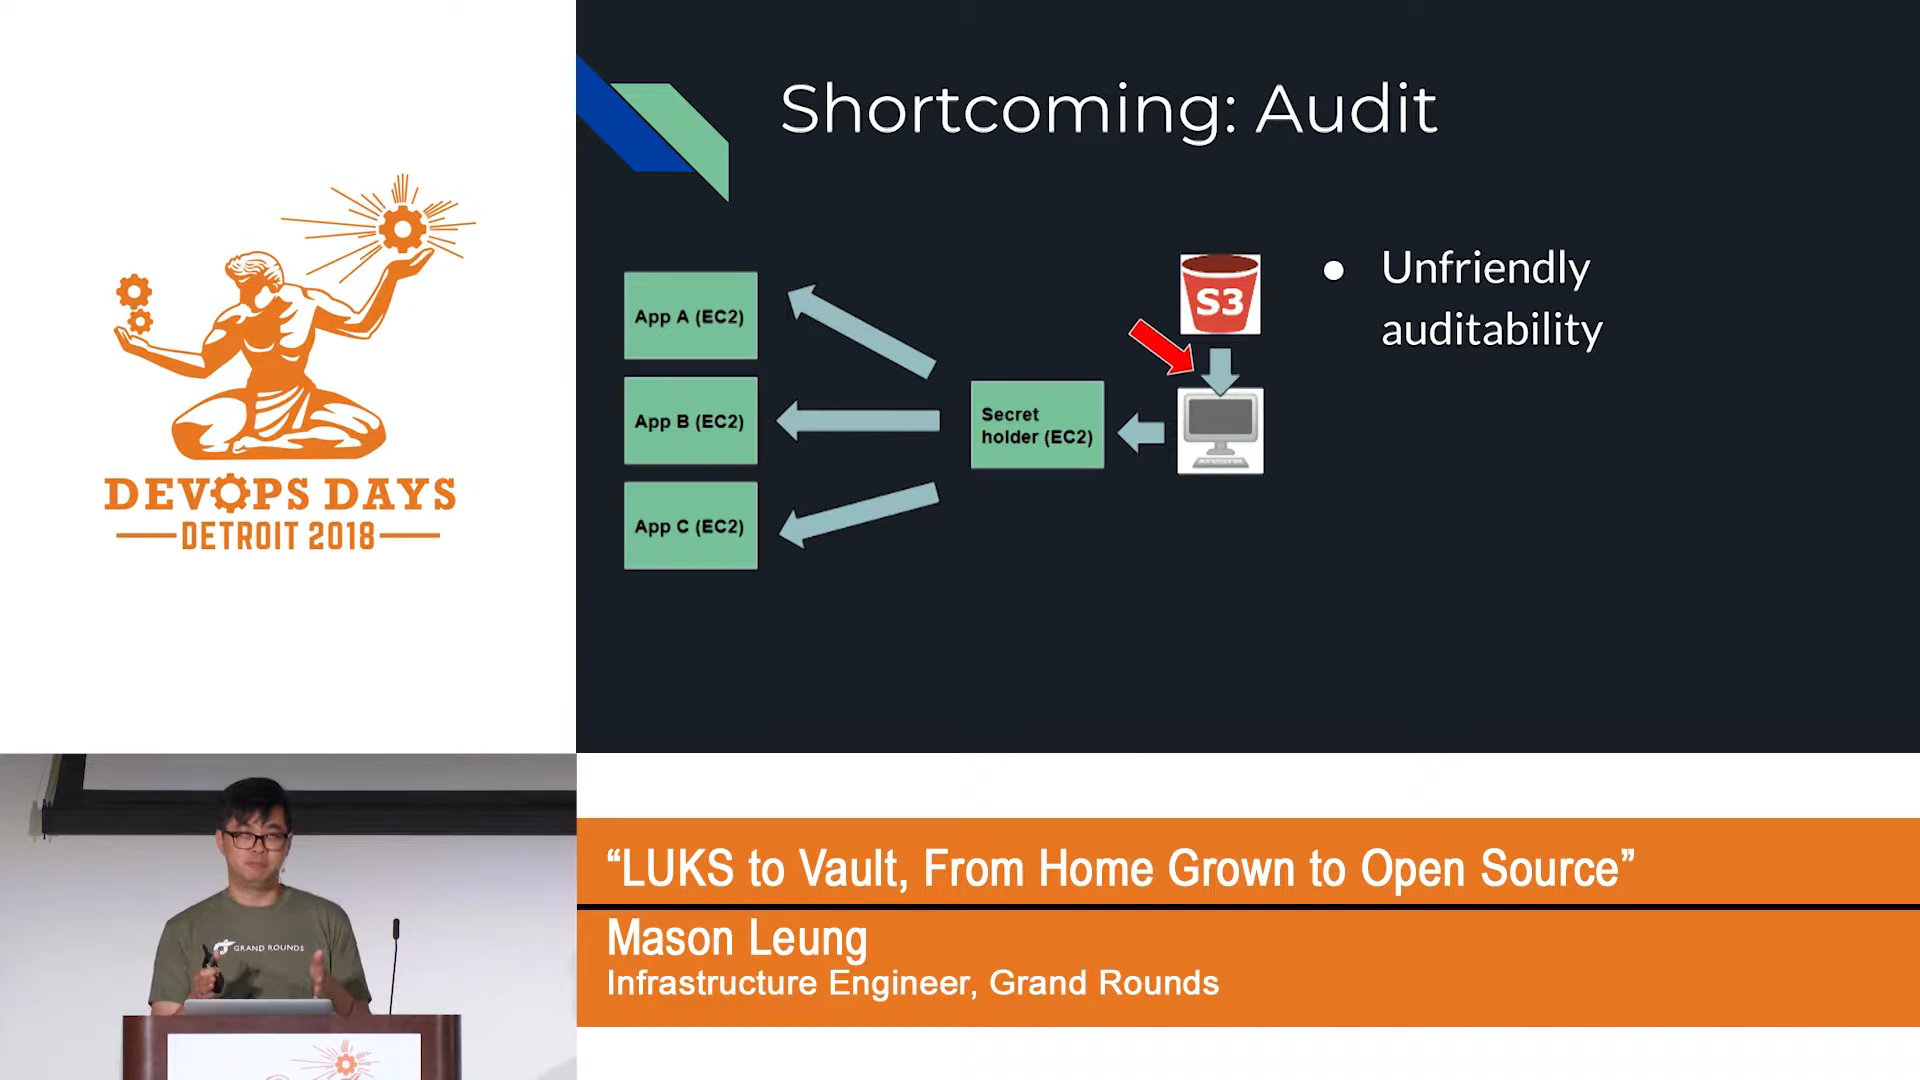 DEVOPS DAYS
DETROIT 2018
Shortcoming: Audit
App A (EC2)
App B (EC2)
App C (EC2)
Secret
holder (EC2)
S3
● Unfriendly
auditability
GRAND ROUNDS
“LUKS to Vault, From Home Grown to Open Source”
Mason Leung
Infrastructure Engineer, Grand Rounds